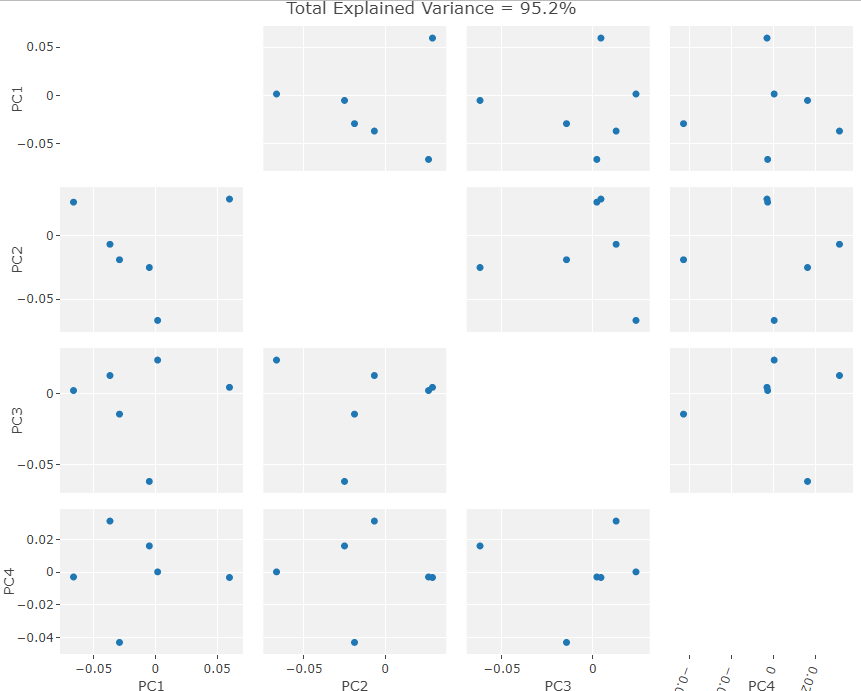 Total Explained Variance = 95.2%
0.05
0
−0.05
PC1
0
−0.05
PC2
0
−0.05
PC3
0.02
0
−0.02
−0.04
PC4
−0.05 0 0.05 −0.05 0 −0.05 0 0
PC1 PC2 PC3 PC4